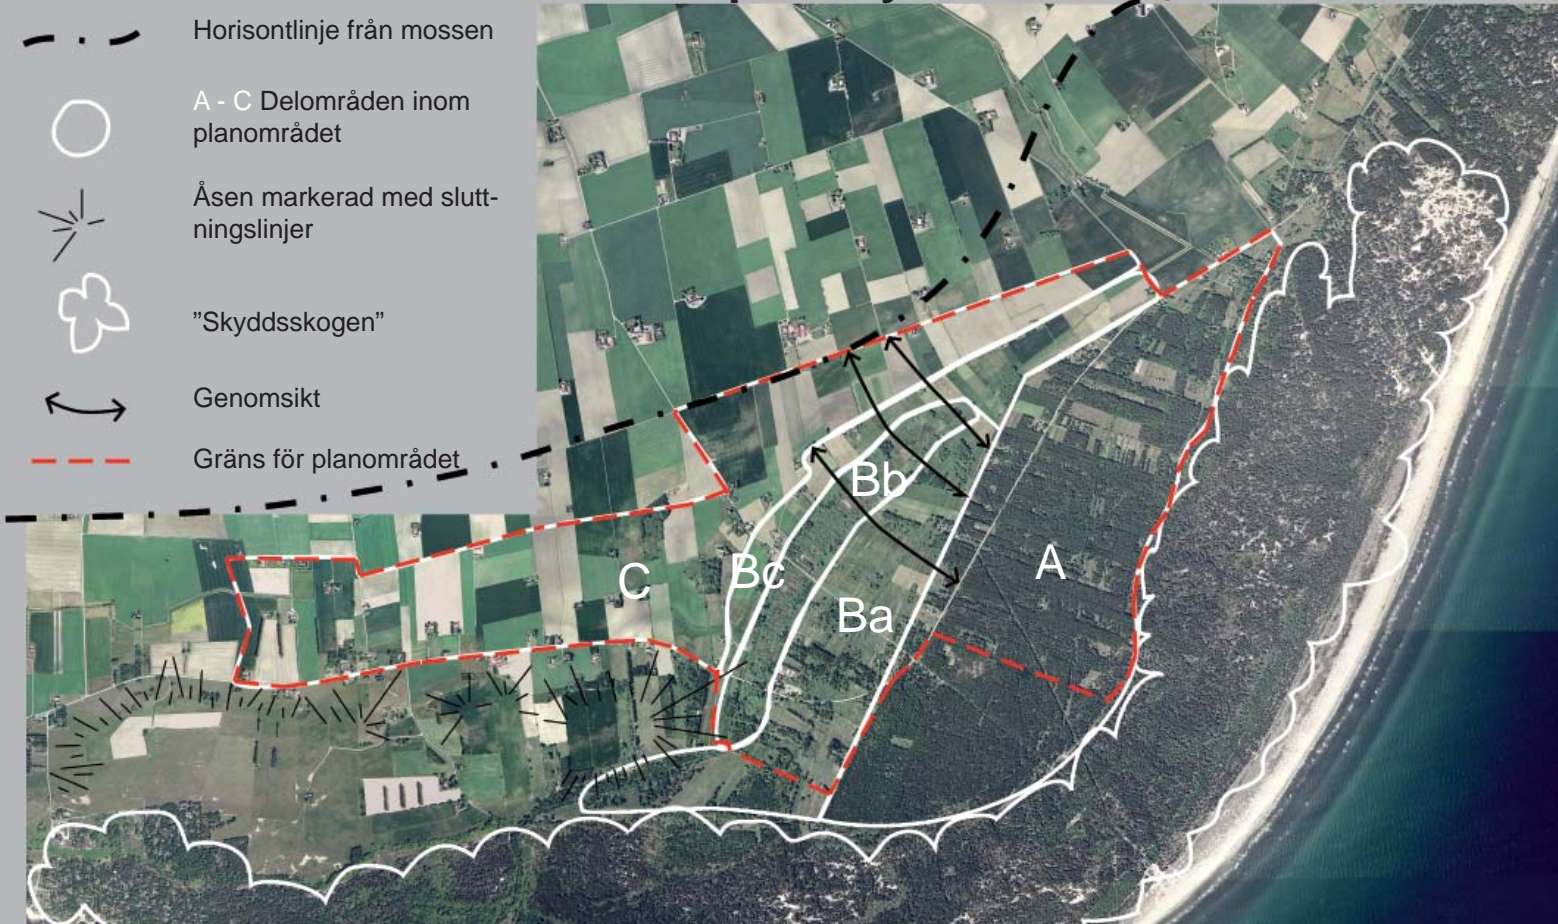 Horisontlinje från mossen
A - C Delområden inom
planområdet
Åsen markerad med slutt-
ningslinjer
”Skyddsskogen”
Genomsikt
Gräns för planområdet
Bb
Bc
C
A
Ba